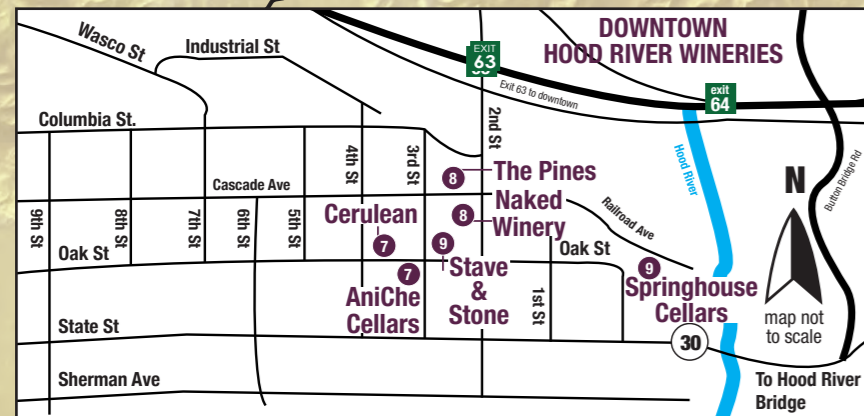 DOWNTOWN
HOOD RIVER WINERIES
Wasco St
Industrial St
EXIT
63
Exit 63 to downtown
exit
64
Columbia St.
2nd St
4th St
3rd St
8
The Pines
Hood River
Button Bridge Rd
N
Cascade Ave
Naked
Winery
8
Railroad Ave
9th St
8th St
7th St
6th St
5th St
Cerulean
7
9
Oak St
Oak St
7
Stave
&
Stone
9
Springhouse
Cellars
AniChe
Cellars
1st St
map not
to scale
State St
30
Sherman Ave
To Hood River
Bridge